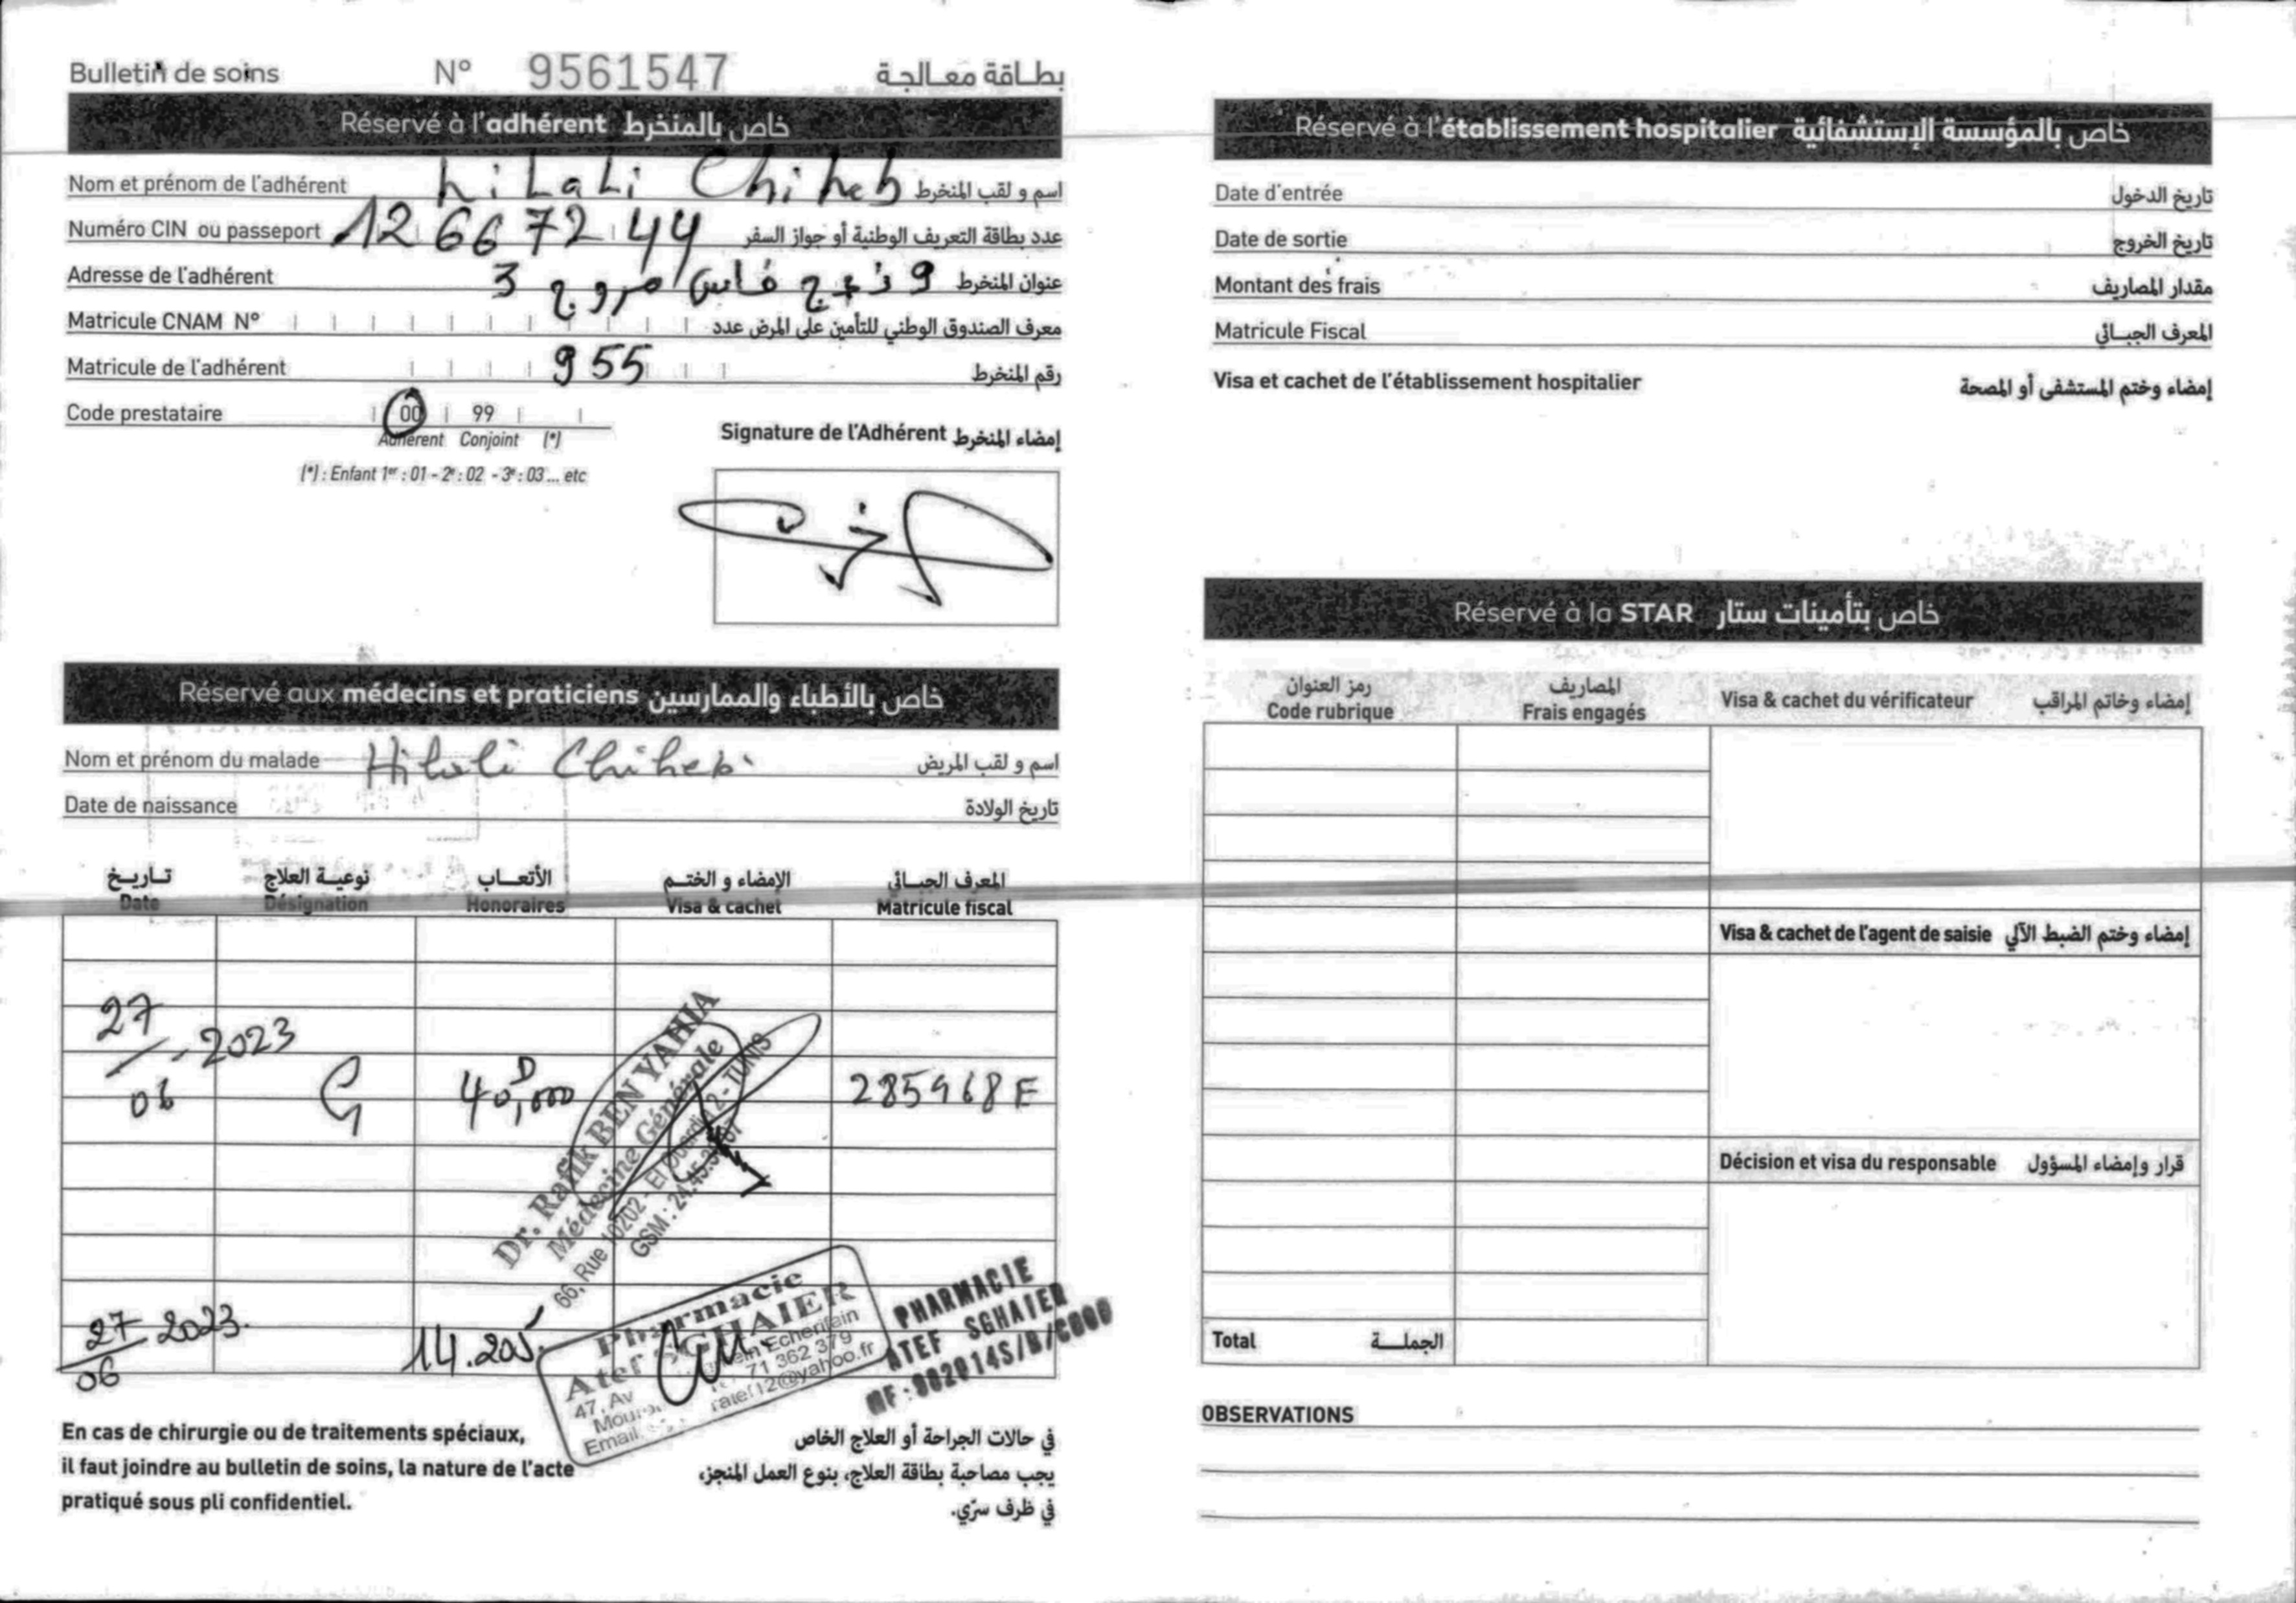 Bulletin de soins N° 9561547 بطاقة معالجة
Réservé à l'adhérent خاص بالمنخرط
Nom et prénom de l'adhérent Hilali Chiheb اسم و لقب المنخرط
Numéro CIN ou passeport 12667244 عدد بطاقة التعريف الوطنية أو جواز السفر
Adresse de l'adhérent 9 نهج فاس مروج 3 عنوان المنخرط
Matricule CNAM N° معرف الصندوق الوطني للتأمين على المرض عدد
Matricule de l'adhérent 955 رقم المنخرط
Code prestataire 00 99
Adhérent Conjoint (*)
(*) : Enfant 1er : 01 - 2e : 02 - 3e : 03 ... etc
Signature de l'Adhérent إمضاء المنخرط
Réservé aux médecins et praticiens خاص بالأطباء والممارسين
Nom et prénom du malade Hilali Chiheb اسم و لقب المريض
Date de naissance تاريخ الولادة
تاريخ نوعية العلاج الأتعاب الإمضاء و الختم المعرف الجبائي
Date Désignation Honoraires Visa & cachet Matricule fiscal
27/06-2023 G 40,000 D 285968 F
Dr. Rafik BEN YAHIA
Médecine Générale
66, Rue 10202 - El Ouerdia 2 - TUNIS
GSM : 24.45
27/06 2023. 14.205
Pharmacie
Atef SGHAIER
47, Av Echerifain
71 362 379
Email ratef12@yahoo.fr
PHARMACIE
ATEF SGHAIER
MF : 902014S/B/C000
En cas de chirurgie ou de traitements spéciaux,
il faut joindre au bulletin de soins, la nature de l'acte
pratiqué sous pli confidentiel.
في حالات الجراحة أو العلاج الخاص
يجب مصاحبة بطاقة العلاج، بنوع العمل المنجز،
في ظرف سرّي.
Réservé à l'établissement hospitalier خاص بالمؤسسة الإستشفائية
Date d'entrée تاريخ الدخول
Date de sortie تاريخ الخروج
Montant des frais مقدار المصاريف
Matricule Fiscal المعرف الجبائي
Visa et cachet de l'établissement hospitalier إمضاء وختم المستشفى أو المصحة
Réservé à la STAR خاص بتأمينات ستار
رمز العنوان المصاريف
Code rubrique Frais engagés Visa & cachet du vérificateur إمضاء وخاتم المراقب
Visa & cachet de l'agent de saisie إمضاء وختم الضبط الآلي
Décision et visa du responsable قرار وإمضاء المسؤول
Total الجملة
OBSERVATIONS